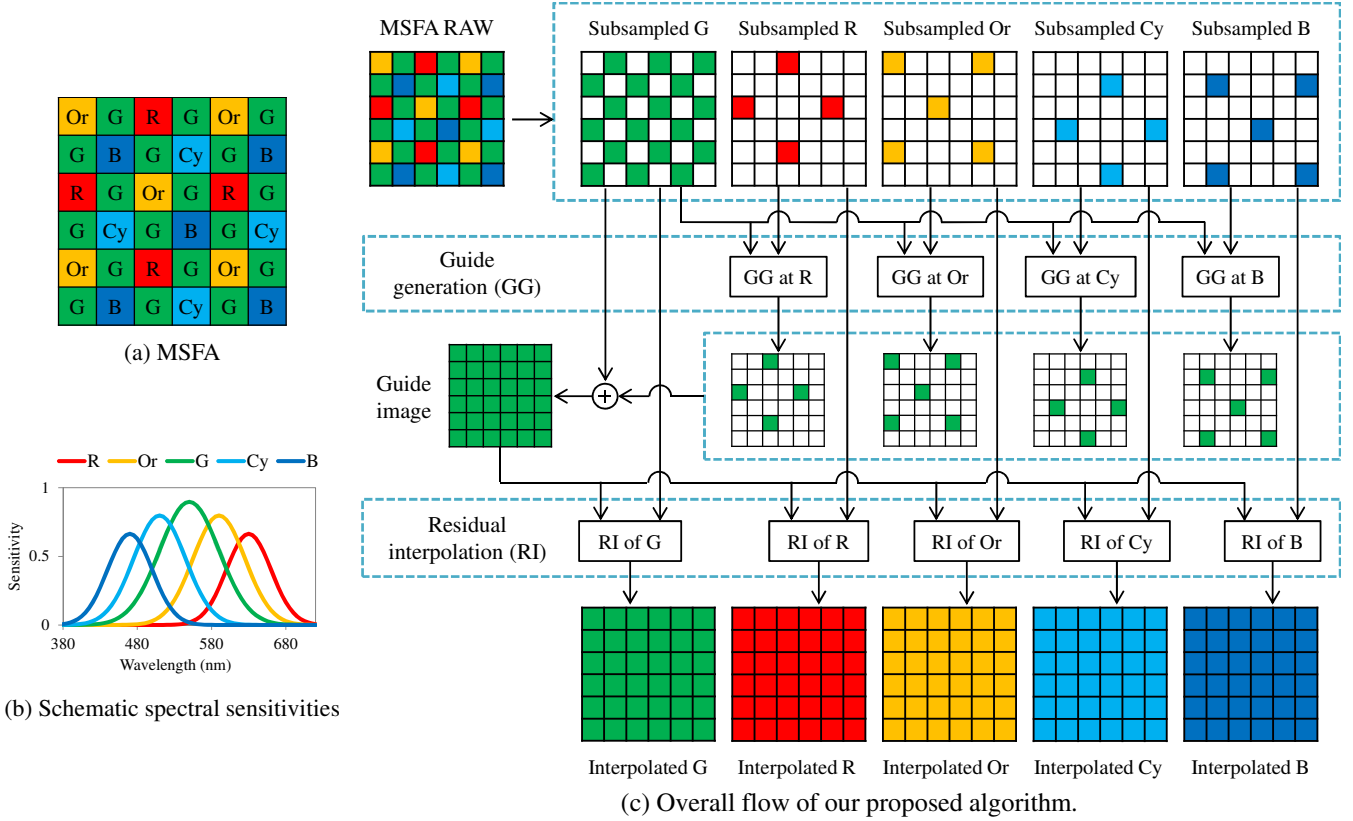 MSFA RAW
Subsampled G Subsampled R Subsampled Or Subsampled Cy Subsampled B
Or G R G Or G
G B G Cy G B
R G Or G R G
G Cy G B G Cy
Or G R G Or G
G B G Cy G B
(a) MSFA
Guide
generation (GG)
GG at R GG at Or GG at Cy GG at B
Guide
image
+
R Or G Cy B
1
0.5
0
Sensitivity
380 480 580 680
Wavelength (nm)
(b) Schematic spectral sensitivities
Residual
interpolation (RI)
RI of G RI of R RI of Or RI of Cy RI of B
Interpolated G Interpolated R Interpolated Or Interpolated Cy Interpolated B
(c) Overall flow of our proposed algorithm.